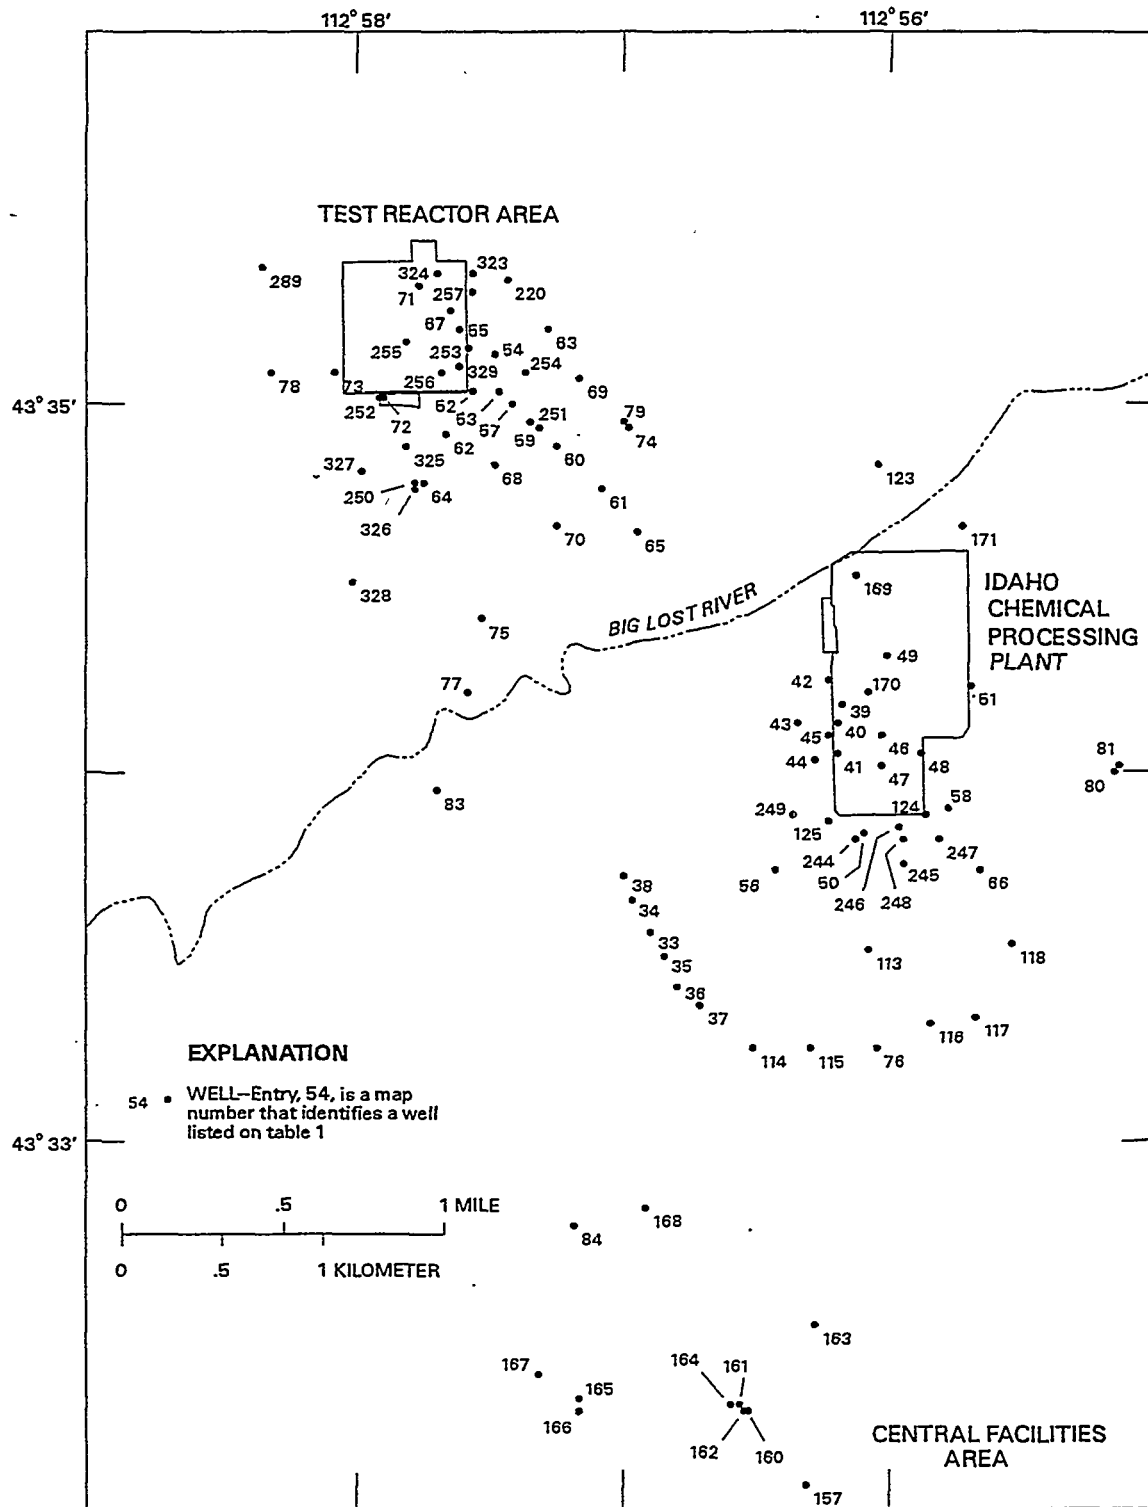 112° 58′ 112° 56′
TEST REACTOR AREA
289
324 323
71 257 220
67 55 63
255 253 54 254
78 73 256 329 69
43° 35′
252 72 52 53 57 251 79
59 74
62 60
327 325 68 123
250 64 61
326 70 65 171
328 169
IDAHO
CHEMICAL
PROCESSING
PLANT
75 BIG LOST RIVER
49
77 42 170 51
39
43 40
45 46 81
44 41 47 48 80
83 249 124 58
125
244 247
56 50 245 66
38 246 248
34
33 113 118
35
36
37 116 117
114 115 76
EXPLANATION
54 WELL—Entry, 54, is a map
number that identifies a well
listed on table 1
43° 33′
0 .5 1 MILE
0 .5 1 KILOMETER
168
84
163
167 164 161
165
166
162 160
CENTRAL FACILITIES
AREA
157